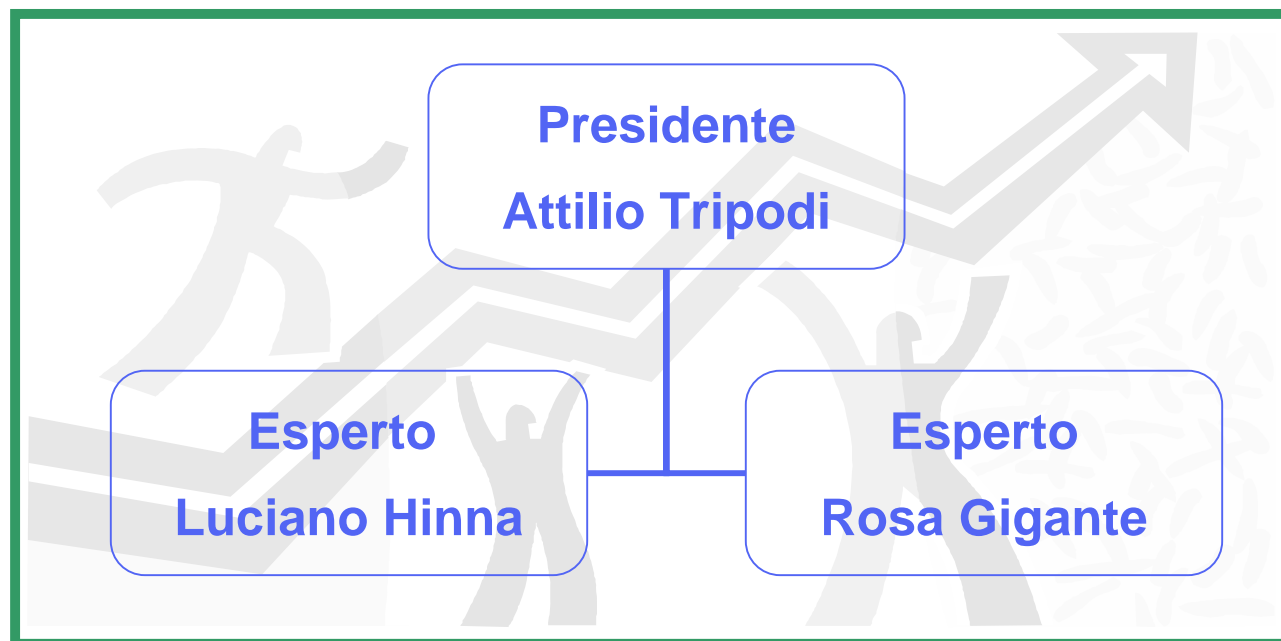 Presidente
Attilio Tripodi
Esperto
Luciano Hinna
Esperto
Rosa Gigante